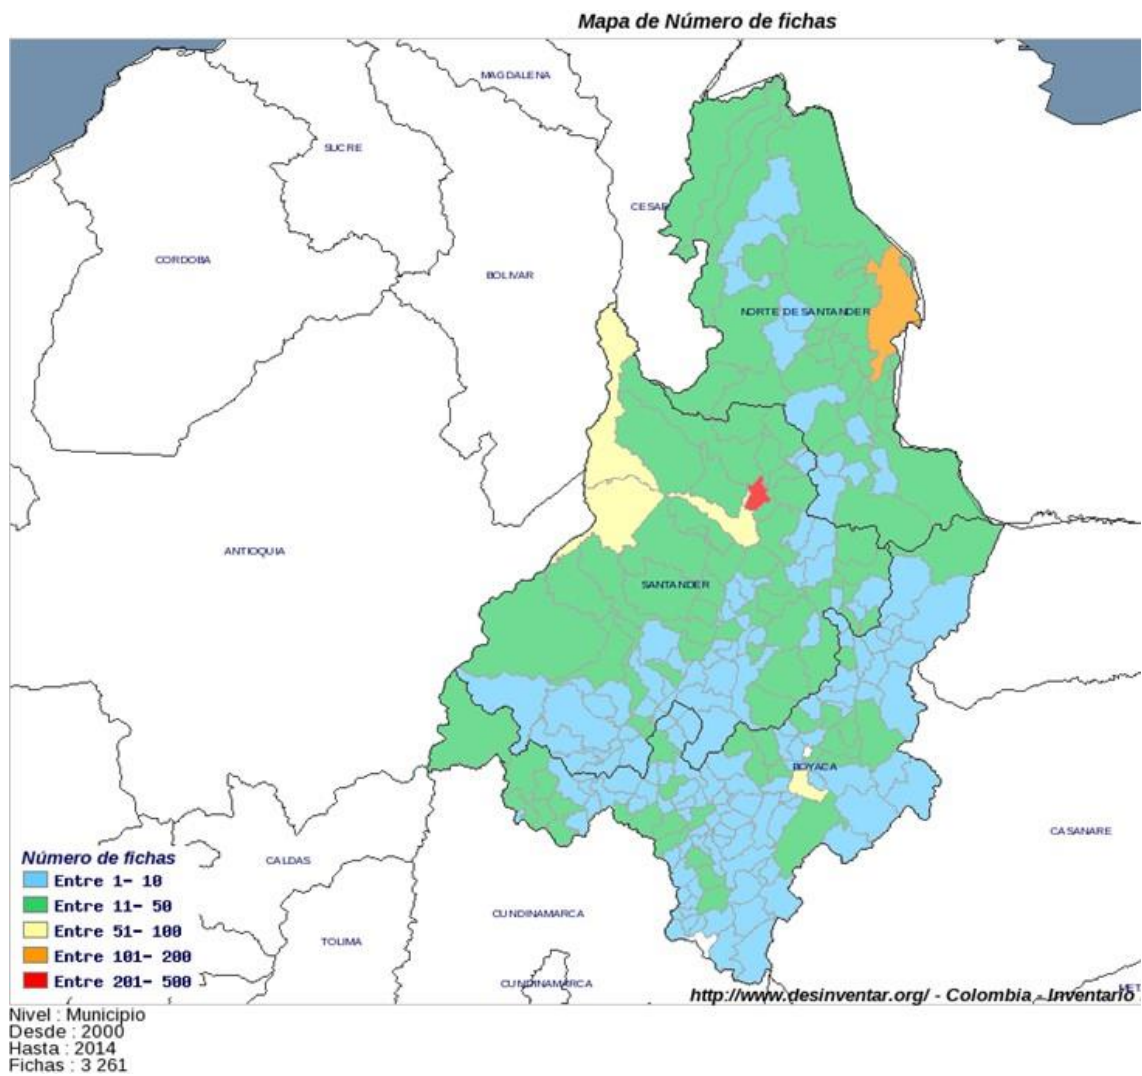 Mapa de Número de fichas
MAGDALENA
SUCRE
CESAR
CORDOBA
BOLIVAR
NORTE DE SANTANDER
ANTIOQUIA
SANTANDER
BOYACA
CASANARE
CALDAS
CUNDINAMARCA
TOLIMA
CUNDINAMARCA
MET
Número de fichas
Entre 1- 10
Entre 11- 50
Entre 51- 100
Entre 101- 200
Entre 201- 500
http://www.desinventar.org/ - Colombia - Inventario
Nivel : Municipio
Desde : 2000
Hasta : 2014
Fichas : 3 261